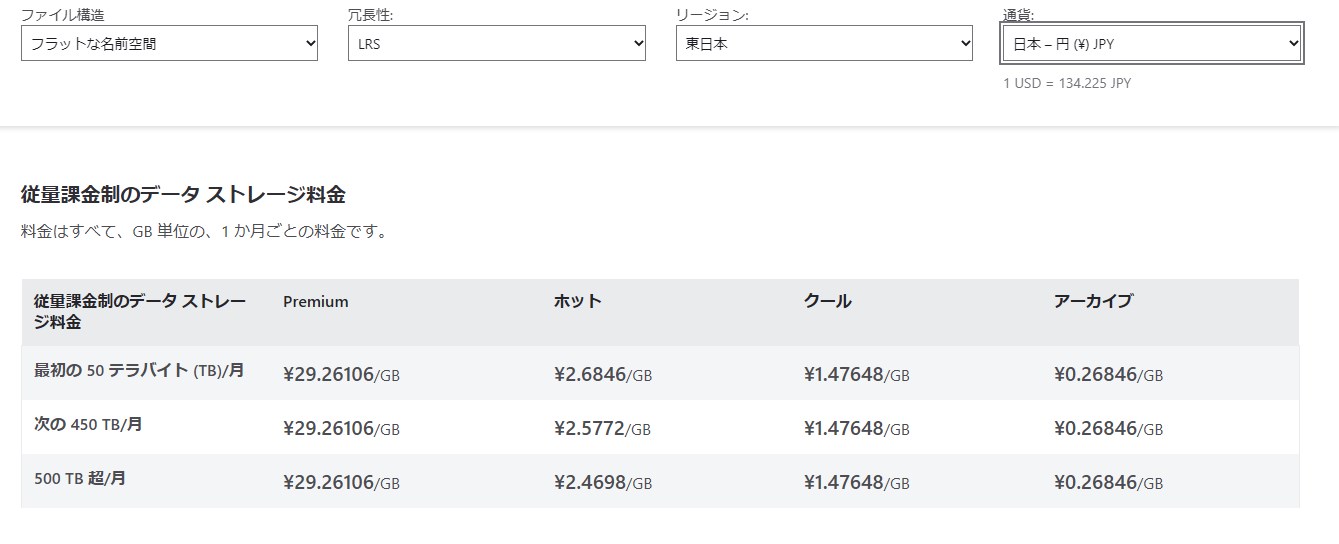 ファイル構造 冗長性: リージョン: 通貨:
フラットな名前空間 LRS 東日本 日本 – 円 (¥) JPY
1 USD = 134.225 JPY
従量課金制のデータ ストレージ料金
料金はすべて、GB 単位の、1 か月ごとの料金です。
従量課金制のデータ ストレー Premium ホット クール アーカイブ
ジ料金
最初の 50 テラバイト (TB)/月 ¥29.26106/GB ¥2.6846/GB ¥1.47648/GB ¥0.26846/GB
次の 450 TB/月 ¥29.26106/GB ¥2.5772/GB ¥1.47648/GB ¥0.26846/GB
500 TB 超/月 ¥29.26106/GB ¥2.4698/GB ¥1.47648/GB ¥0.26846/GB